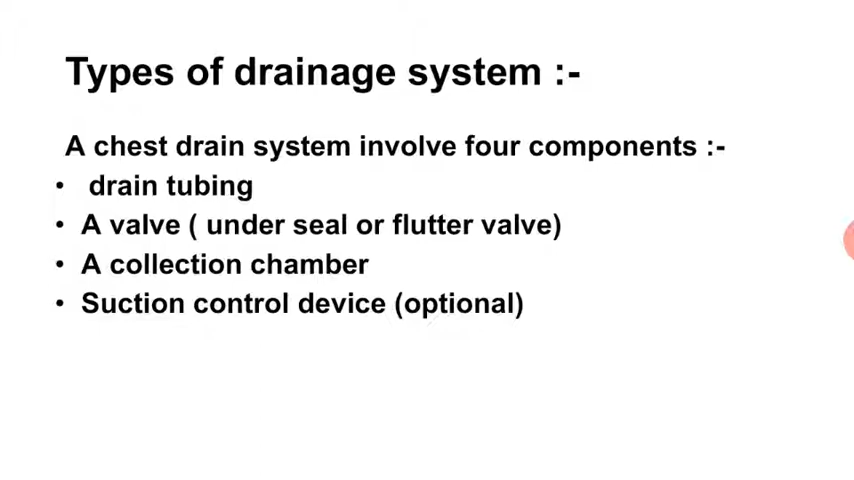 Types of drainage system :-
A chest drain system involve four components :-
• drain tubing
• A valve ( under seal or flutter valve)
• A collection chamber
• Suction control device (optional)